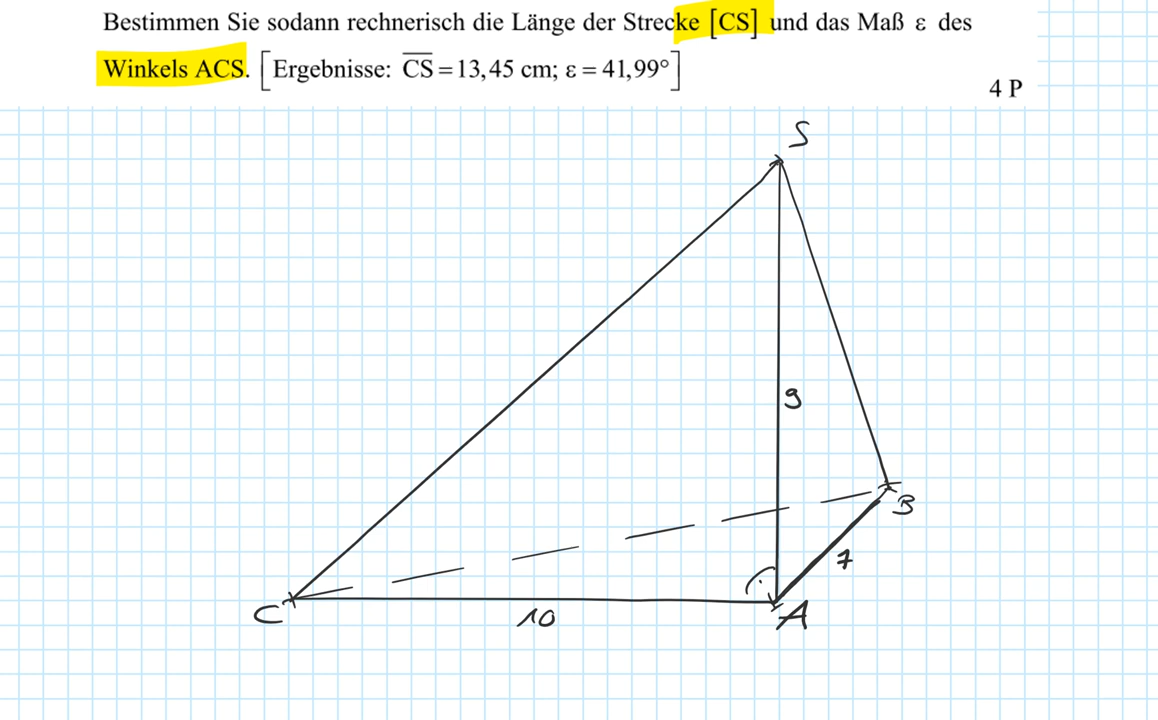 Bestimmen Sie sodann rechnerisch die Länge der Strecke [CS] und das Maß ε des
Winkels ACS. [Ergebnisse: C̅S̅ = 13,45 cm; ε = 41,99°]
4 P
S
9
B
7
C
10
A